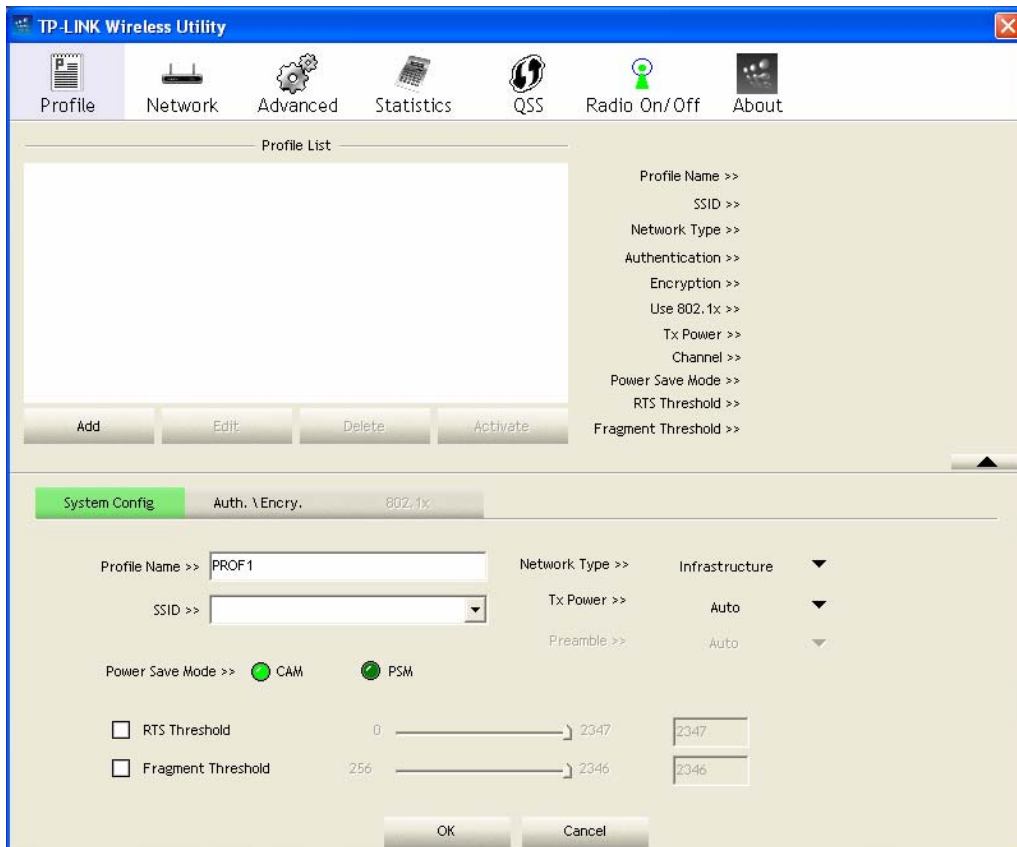 TP-LINK Wireless Utility
Profile Network Advanced Statistics QSS Radio On/Off About
Profile List
Profile Name >>
SSID >>
Network Type >>
Authentication >>
Encryption >>
Use 802.1x >>
Tx Power >>
Channel >>
Power Save Mode >>
RTS Threshold >>
Fragment Threshold >>
Add Edit Delete Activate
System Config Auth. \ Encry. 802.1x
Profile Name >> PROF1 Network Type >> Infrastructure
SSID >> Tx Power >> Auto
Preamble >> Auto
Power Save Mode >> CAM PSM
RTS Threshold 0 2347 2347
Fragment Threshold 256 2346 2346
OK Cancel